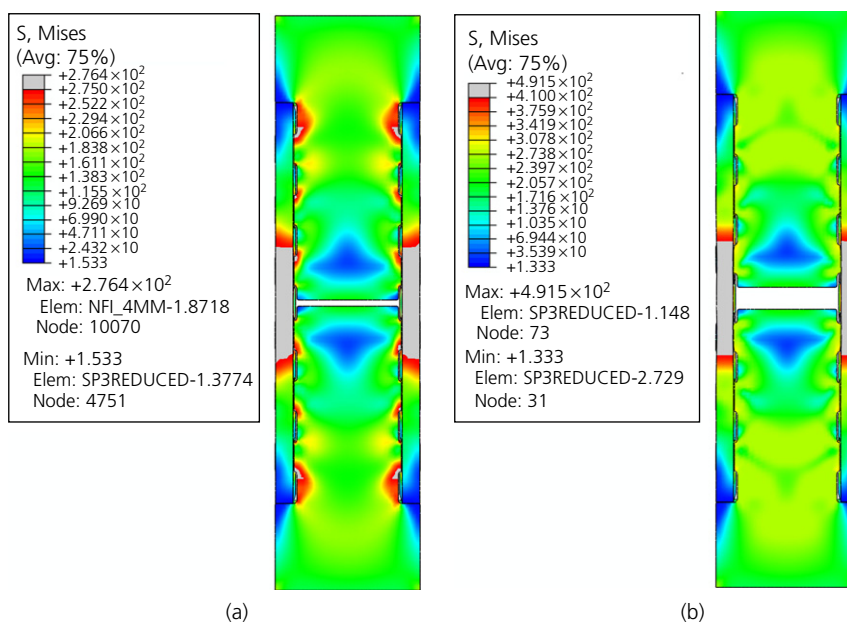 S, Mises
(Avg: 75%)
+2.764×10²
+2.750×10²
+2.522×10²
+2.294×10²
+2.066×10²
+1.838×10²
+1.611×10²
+1.383×10²
+1.155×10²
+9.269×10
+6.990×10
+4.711×10
+2.432×10
+1.533
Max: +2.764×10²
Elem: NFI_4MM-1.8718
Node: 10070
Min: +1.533
Elem: SP3REDUCED-1.3774
Node: 4751
(a)
S, Mises
(Avg: 75%)
+4.915×10²
+4.100×10²
+3.759×10²
+3.419×10²
+3.078×10²
+2.738×10²
+2.397×10²
+2.057×10²
+1.716×10²
+1.376×10
+1.035×10
+6.944×10
+3.539×10
+1.333
Max: +4.915×10²
Elem: SP3REDUCED-1.148
Node: 73
Min: +1.333
Elem: SP3REDUCED-2.729
Node: 31
(b)